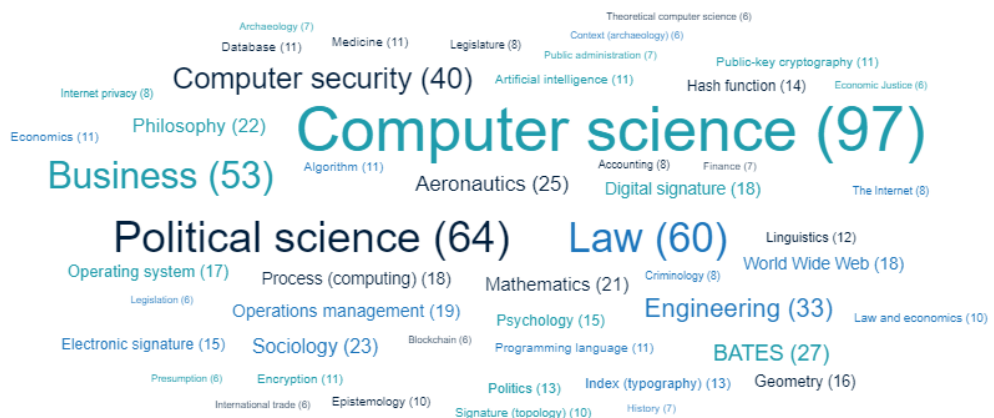 Theoretical computer science (6)
Archaeology (7)
Context (archaeology) (6)
Medicine (11)
Legislature (8)
Database (11)
Public administration (7)
Public-key cryptography (11)
Computer security (40)
Artificial intelligence (11)
Hash function (14)
Economic Justice (6)
Internet privacy (8)
Philosophy (22)
Computer science (97)
Economics (11)
Algorithm (11)
Accounting (8)
Finance (7)
Business (53)
Aeronautics (25)
Digital signature (18)
The Internet (8)
Political science (64)
Law (60)
Linguistics (12)
World Wide Web (18)
Operating system (17)
Process (computing) (18)
Mathematics (21)
Criminology (8)
Legislation (6)
Operations management (19)
Engineering (33)
Psychology (15)
Law and economics (10)
Electronic signature (15)
Sociology (23)
Blockchain (6)
Programming language (11)
BATES (27)
Presumption (6)
Encryption (11)
Politics (13)
Index (typography) (13)
Geometry (16)
International trade (6)
Epistemology (10)
Signature (topology) (10)
History (7)